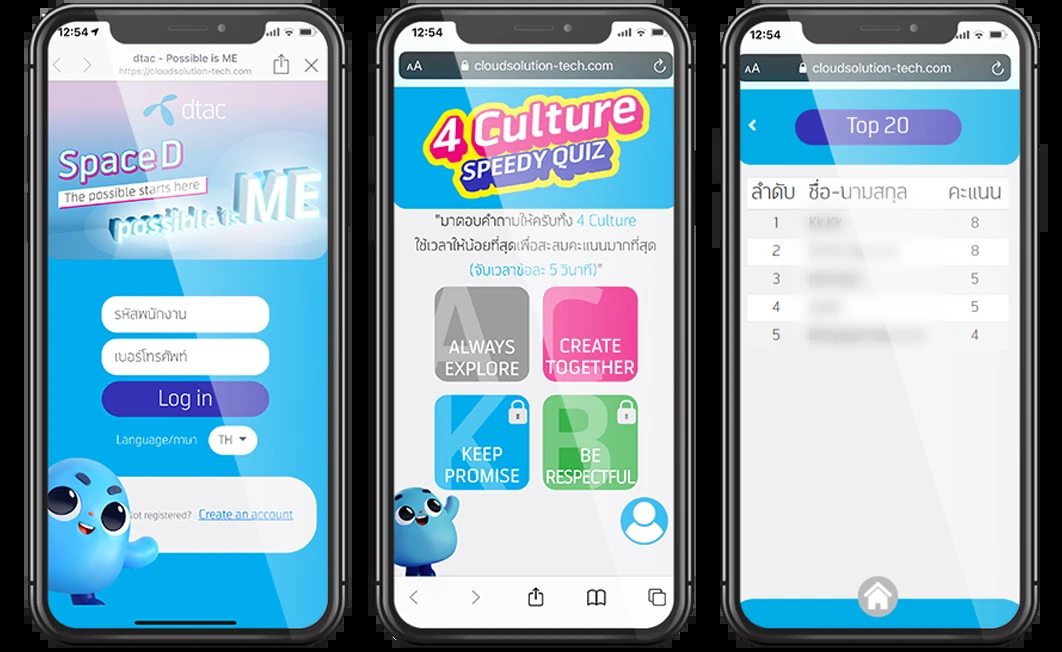 12:54
dtac - Possible is ME
https://cloudsolution-tech.com
dtac
Space D
The possible starts here
possible is ME
รหัสพนักงาน
เบอร์โทรศัพท์
Log in
Language/ภาษา TH
Not registered? Create an account
12:54
AA cloudsolution-tech.com
4 Culture
SPEEDY QUIZ
"มาตอบคำถามให้ครบทั้ง 4 Culture
ใช้เวลาให้น้อยที่สุดเพื่อสะสมคะแนนมากที่สุด
(จับเวลาข้อละ 5 วินาที)"
A
ALWAYS
EXPLORE
C
CREATE
TOGETHER
K
KEEP
PROMISE
B
BE
RESPECTFUL
12:54
AA cloudsolution-tech.com
Top 20
ลำดับ ชื่อ-นามสกุล คะแนน
1 8
2 8
3 5
4 5
5 4